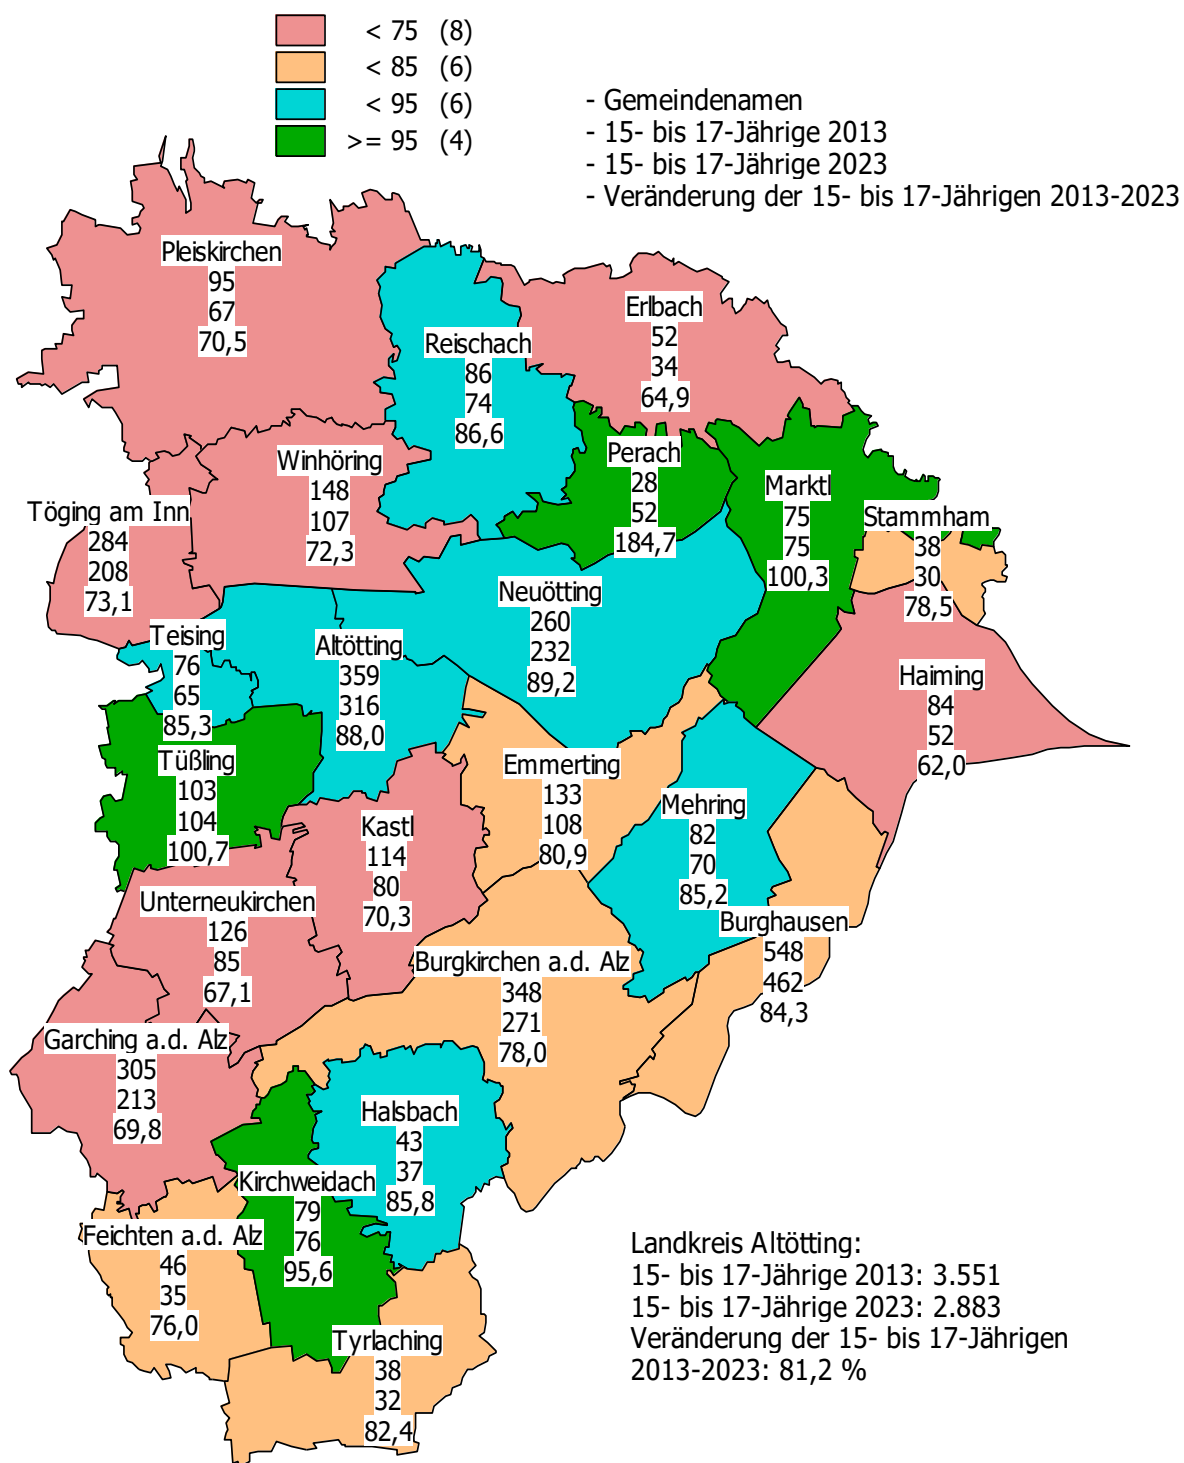 < 75 (8)
< 85 (6)
< 95 (6)
>= 95 (4)
- Gemeindenamen
- 15- bis 17-Jährige 2013
- 15- bis 17-Jährige 2023
- Veränderung der 15- bis 17-Jährigen 2013-2023
Pleiskirchen
95
67
70,5
Reischach
86
74
86,6
Erlbach
52
34
64,9
Winhöring
148
107
72,3
Perach
28
52
184,7
Marktl
75
75
100,3
Stammham
38
30
78,5
Töging am Inn
284
208
73,1
Neuötting
260
232
89,2
Teising
76
65
85,3
Altötting
359
316
88,0
Haiming
84
52
62,0
Tüßling
103
104
100,7
Emmerting
133
108
80,9
Mehring
82
70
85,2
Kastl
114
80
70,3
Unterneukirchen
126
85
67,1
Burghausen
548
462
84,3
Burgkirchen a.d. Alz
348
271
78,0
Garching a.d. Alz
305
213
69,8
Halsbach
43
37
85,8
Kirchweidach
79
76
95,6
Feichten a.d. Alz
46
35
76,0
Tyrlaching
38
32
82,4
Landkreis Altötting:
15- bis 17-Jährige 2013: 3.551
15- bis 17-Jährige 2023: 2.883
Veränderung der 15- bis 17-Jährigen
2013-2023: 81,2 %